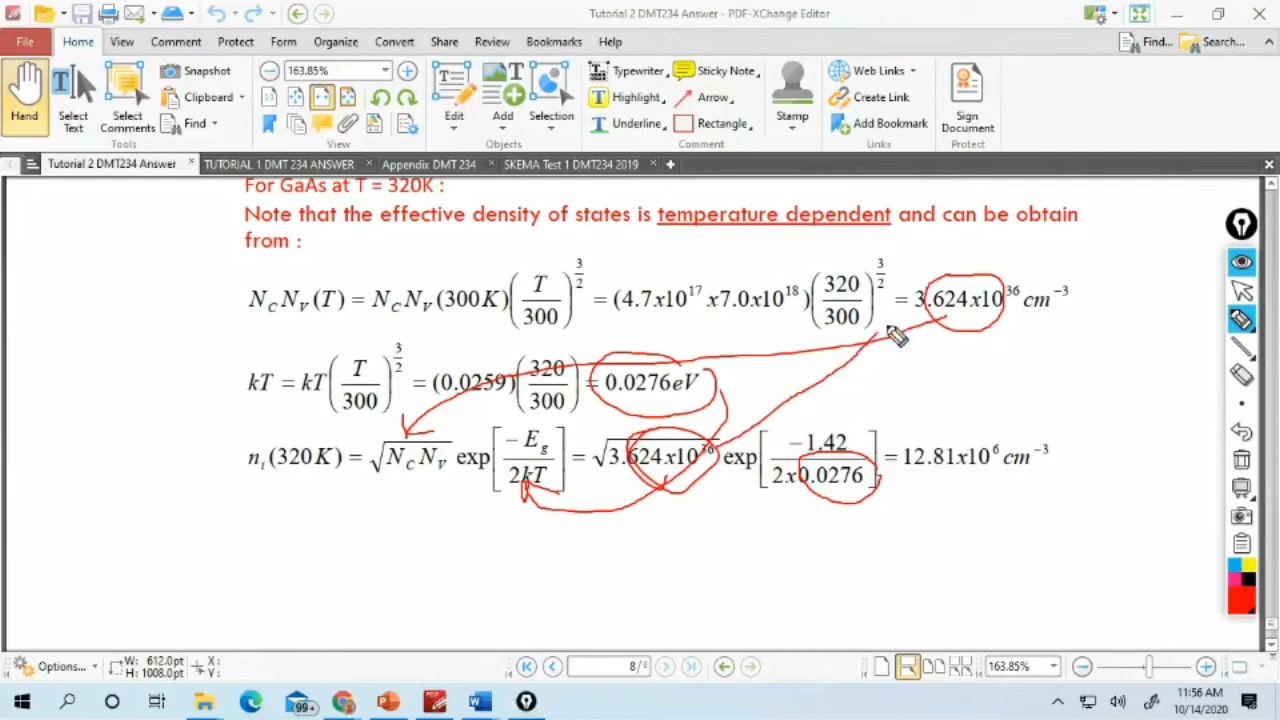 Tutorial 2 DMT234 Answer - PDF-XChange Editor
File Home View Comment Protect Form Organize Convert Share Review Bookmarks Help Find... Search...
Hand
Select Text
Select Comments
Snapshot
Clipboard
Find
Tools
163.85%
View
Edit
Add
Selection
Objects
Typewriter
Highlight
Underline
Sticky Note
Arrow
Rectangle
Stamp
Comment
Web Links
Create Link
Add Bookmark
Links
Sign Document
Protect
Tutorial 2 DMT234 Answer TUTORIAL 1 DMT 234 ANSWER Appendix DMT 234 SKEMA Test 1 DMT234 2019
For GaAs at T = 320K :
Note that the effective density of states is temperature dependent and can be obtain
from :
N_C N_V (T) = N_C N_V (300K) (T/300)^(3/2) = (4.7x10^17 x7.0x10^18) (320/300)^(3/2) = 3.624x10^36 cm^-3
kT = kT (T/300)^(3/2) = (0.0259) (320/300) = 0.0276eV
n_i (320K) = √(N_C N_V) exp[-E_g/2kT] = √(3.624x10^36) exp[-1.42/2x0.0276] = 12.81x10^6 cm^-3
Options... W: 612.0pt H: 1008.0pt X: Y: 8/8 163.85%
99+
11:56 AM
10/14/2020